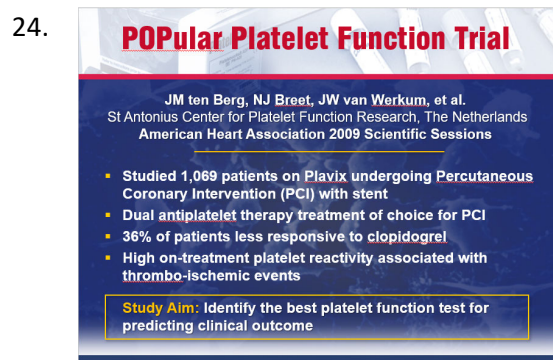 24.
POPular Platelet Function Trial
JM ten Berg, NJ Breet, JW van Werkum, et al.
St Antonius Center for Platelet Function Research, The Netherlands
American Heart Association 2009 Scientific Sessions
▪ Studied 1,069 patients on Plavix undergoing Percutaneous
Coronary Intervention (PCI) with stent
▪ Dual antiplatelet therapy treatment of choice for PCI
▪ 36% of patients less responsive to clopidogrel
▪ High on-treatment platelet reactivity associated with
thrombo-ischemic events
Study Aim: Identify the best platelet function test for
predicting clinical outcome